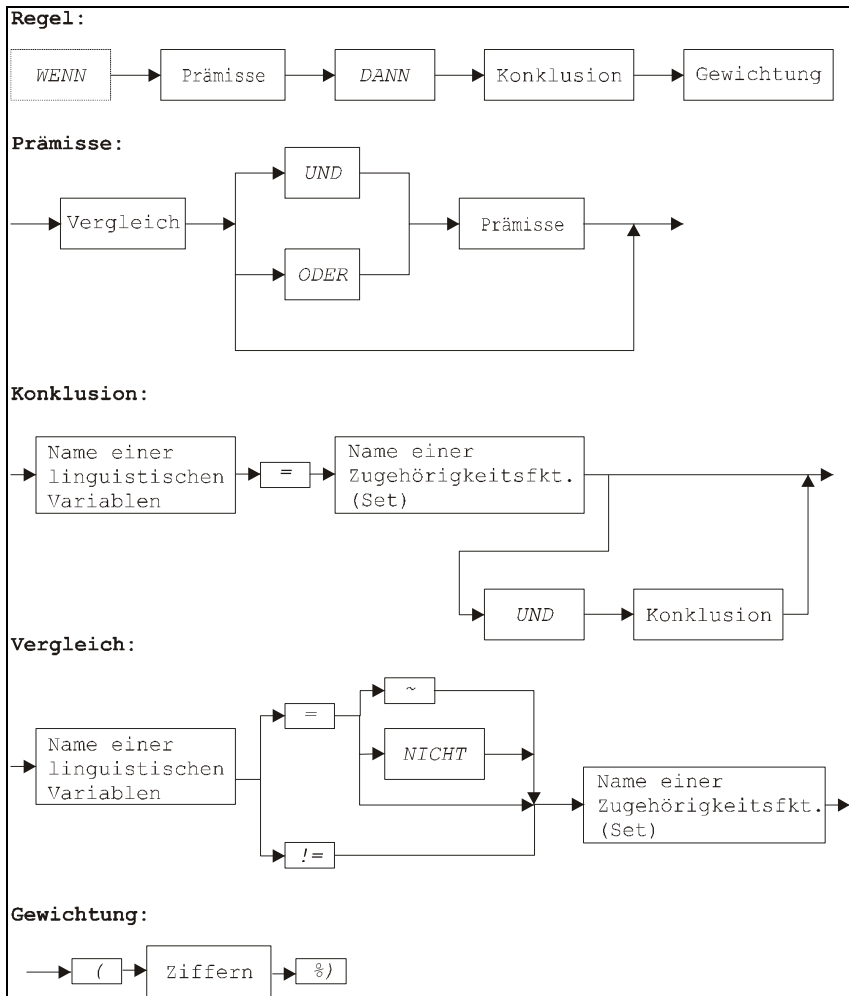 Regel:
WENN Prämisse DANN Konklusion Gewichtung
Prämisse:
UND
Vergleich Prämisse
ODER
Konklusion:
Name einer
linguistischen
Variablen
=
Name einer
Zugehörigkeitsfkt.
(Set)
UND Konklusion
Vergleich:
~
=
NICHT
Name einer
linguistischen
Variablen
Name einer
Zugehörigkeitsfkt.
(Set)
!=
Gewichtung:
( Ziffern %)